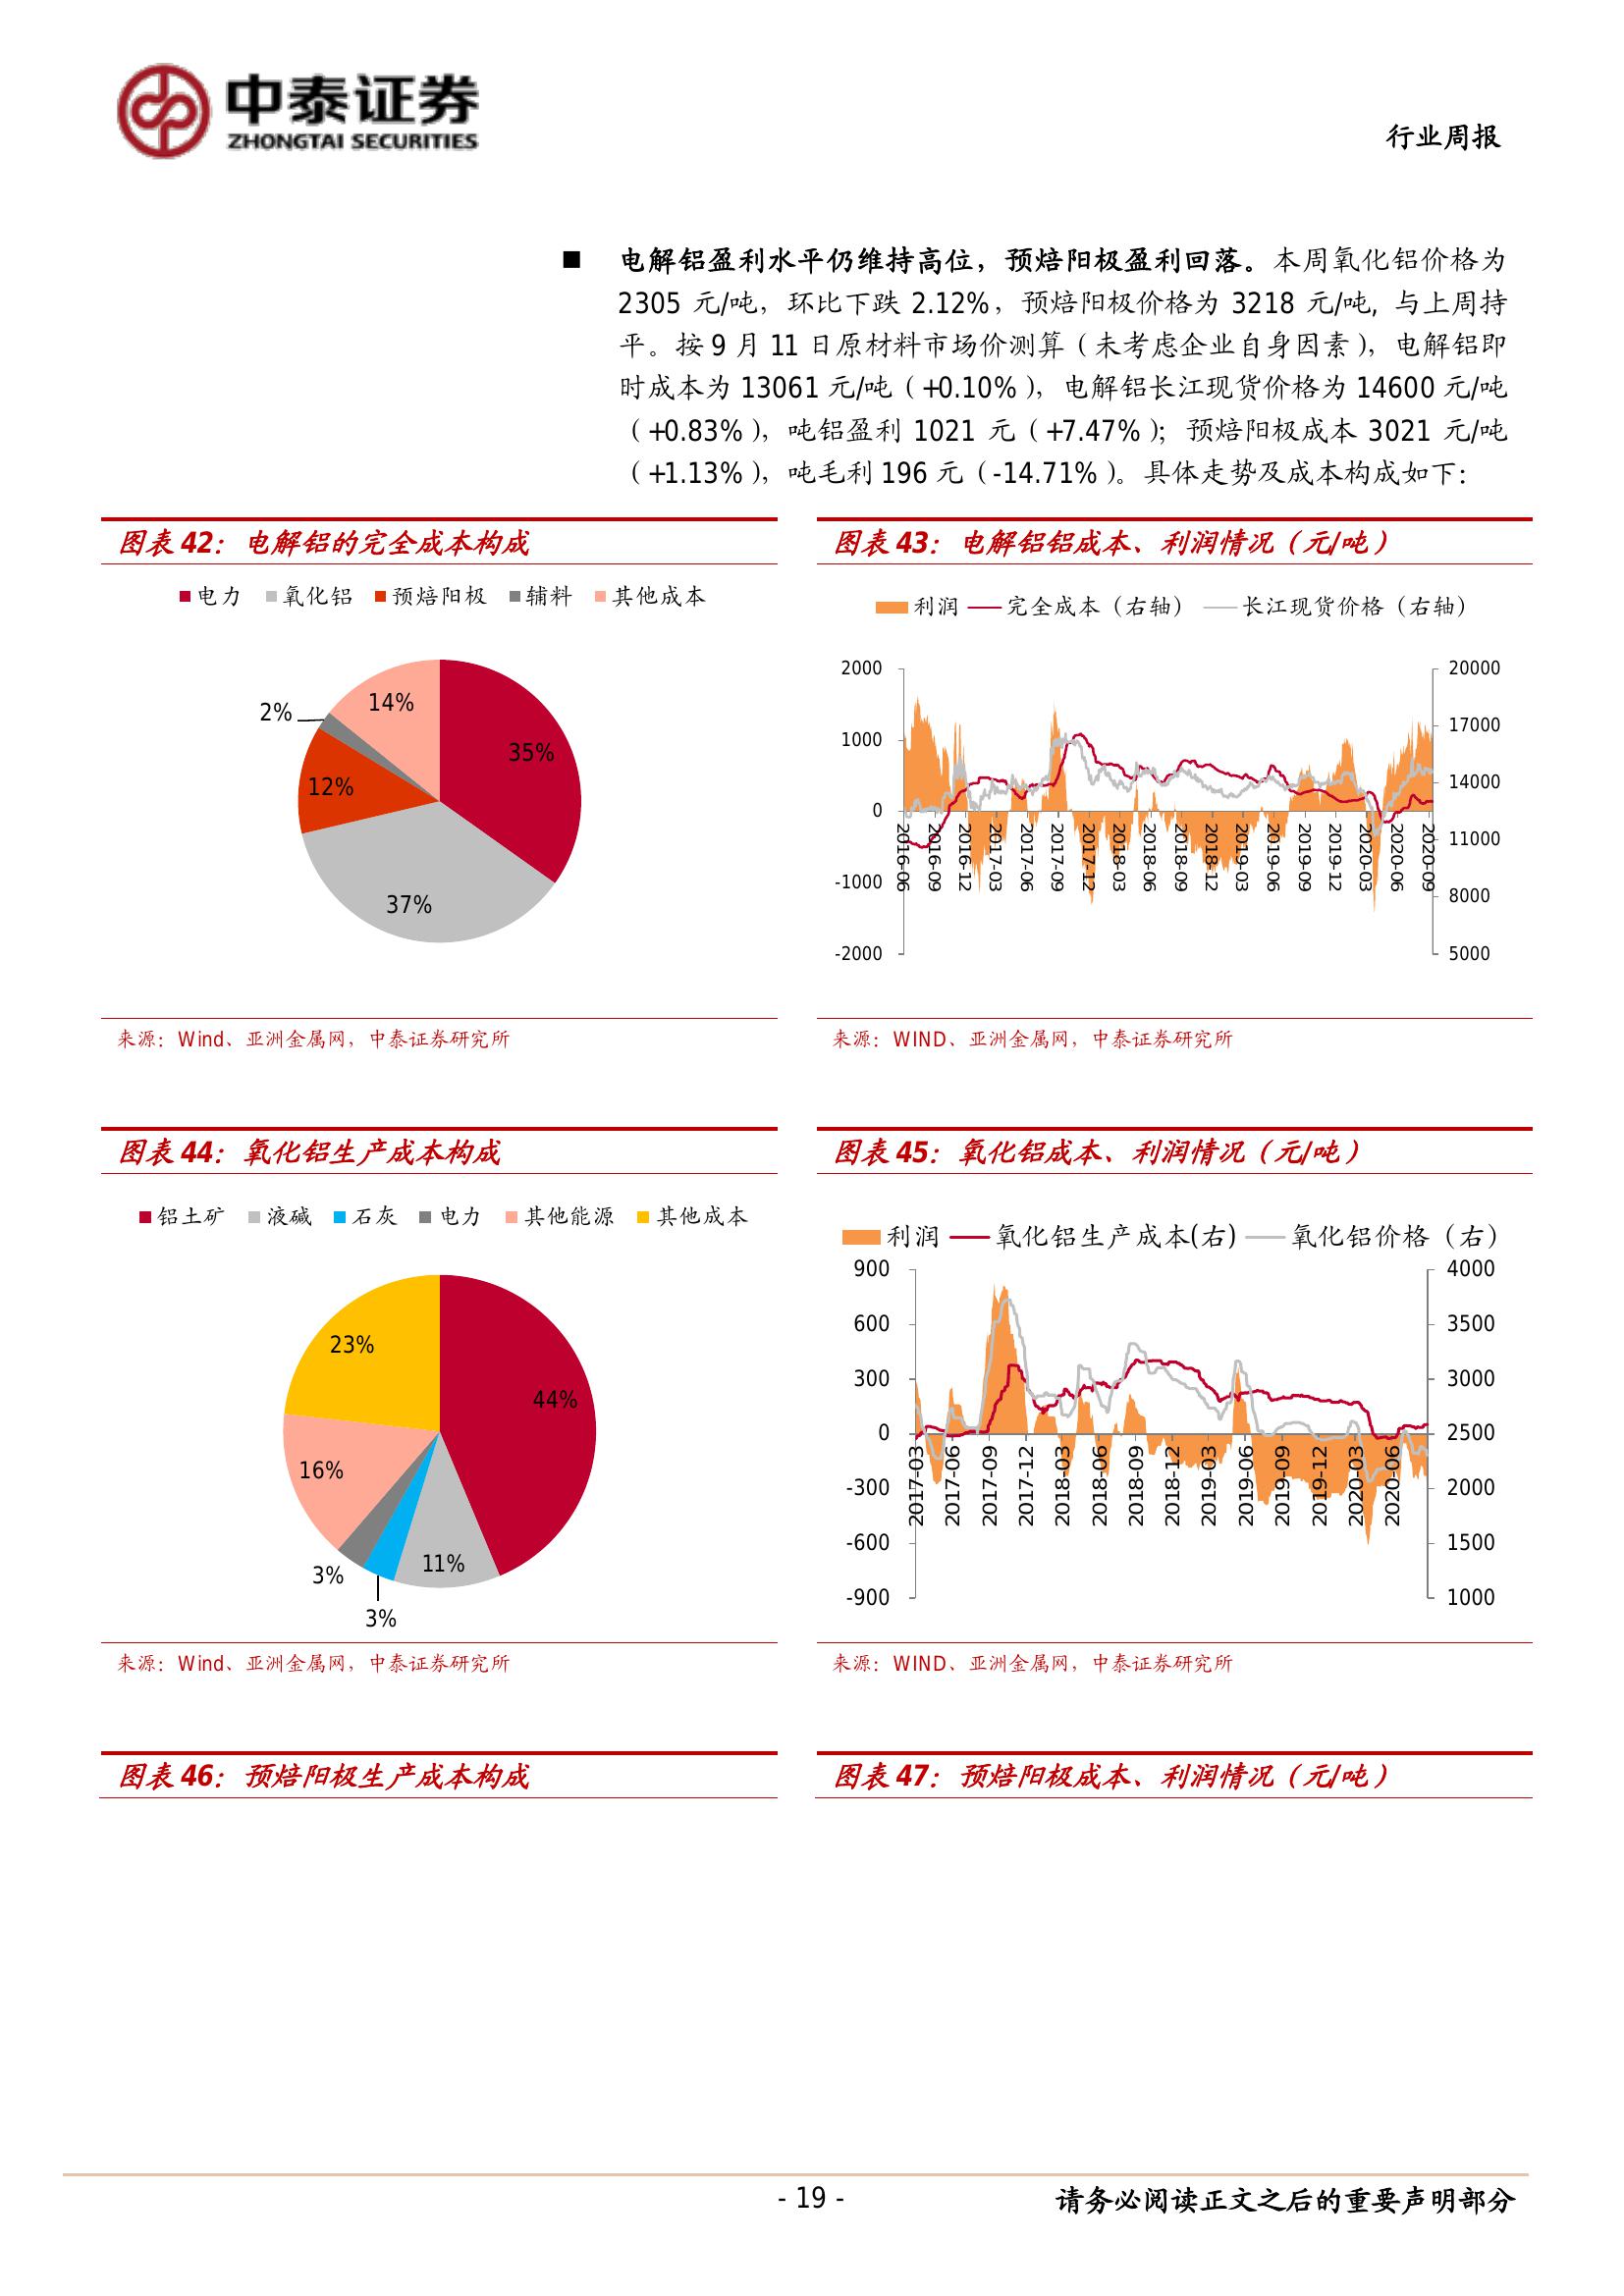 中泰证券
ZHONGTAI SECURITIES
行业周报
■ 电解铝盈利水平仍维持高位，预焙阳极盈利回落。本周氧化铝价格为
2305 元/吨，环比下跌 2.12%，预焙阳极价格为 3218 元/吨, 与上周持
平。按 9 月 11 日原材料市场价测算（未考虑企业自身因素），电解铝即
时成本为 13061 元/吨（+0.10%），电解铝长江现货价格为 14600 元/吨
（+0.83%），吨铝盈利 1021 元（+7.47%）；预焙阳极成本 3021 元/吨
（+1.13%），吨毛利 196 元（-14.71%）。具体走势及成本构成如下：
图表 42：电解铝的完全成本构成
电力 氧化铝 预焙阳极 辅料 其他成本
14%
2%
35%
12%
37%
来源：Wind、亚洲金属网，中泰证券研究所
图表 43：电解铝铝成本、利润情况（元/吨）
利润 完全成本（右轴） 长江现货价格（右轴）
2000
1000
0
-1000
-2000
20000
17000
14000
11000
8000
5000
2016-06
2016-09
2016-12
2017-03
2017-06
2017-09
2017-12
2018-03
2018-06
2018-09
2018-12
2019-03
2019-06
2019-09
2019-12
2020-03
2020-06
2020-09
来源：WIND、亚洲金属网，中泰证券研究所
图表 44：氧化铝生产成本构成
铝土矿 液碱 石灰 电力 其他能源 其他成本
23%
44%
16%
11%
3%
3%
来源：Wind、亚洲金属网，中泰证券研究所
图表 45：氧化铝成本、利润情况（元/吨）
利润 氧化铝生产成本(右) 氧化铝价格（右）
900
600
300
0
-300
-600
-900
4000
3500
3000
2500
2000
1500
1000
2017-03
2017-06
2017-09
2017-12
2018-03
2018-06
2018-09
2018-12
2019-03
2019-06
2019-09
2019-12
2020-03
2020-06
来源：WIND、亚洲金属网，中泰证券研究所
图表 46：预焙阳极生产成本构成
图表 47：预焙阳极成本、利润情况（元/吨）
- 19 -
请务必阅读正文之后的重要声明部分